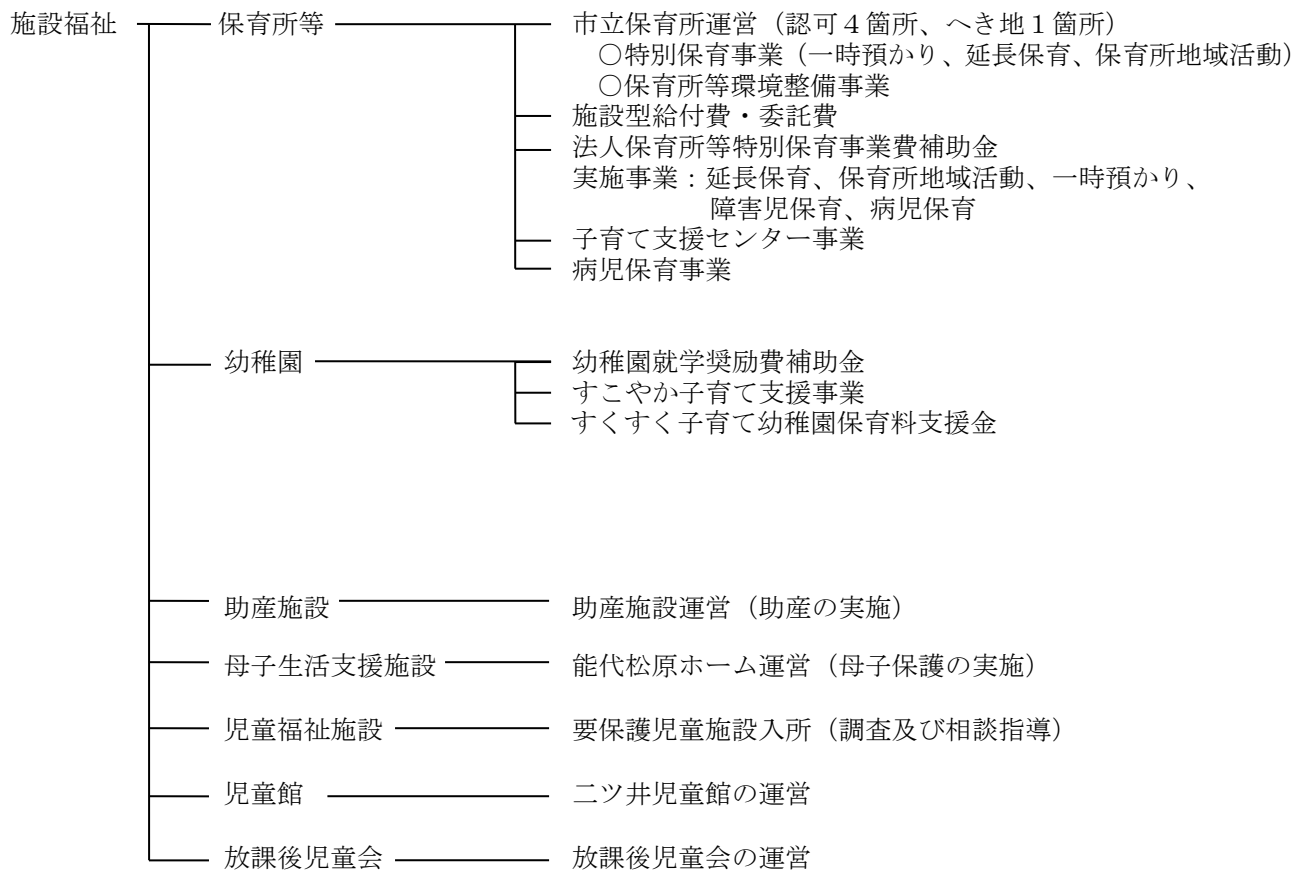 施設福祉 保育所等 市立保育所運営（認可４箇所、へき地１箇所）
○特別保育事業（一時預かり、延長保育、保育所地域活動）
○保育所等環境整備事業
施設型給付費・委託費
法人保育所等特別保育事業費補助金
実施事業：延長保育、保育所地域活動、一時預かり、
障害児保育、病児保育
子育て支援センター事業
病児保育事業
幼稚園 幼稚園就学奨励費補助金
すこやか子育て支援事業
すくすく子育て幼稚園保育料支援金
助産施設 助産施設運営（助産の実施）
母子生活支援施設 能代松原ホーム運営（母子保護の実施）
児童福祉施設 要保護児童施設入所（調査及び相談指導）
児童館 二ツ井児童館の運営
放課後児童会 放課後児童会の運営